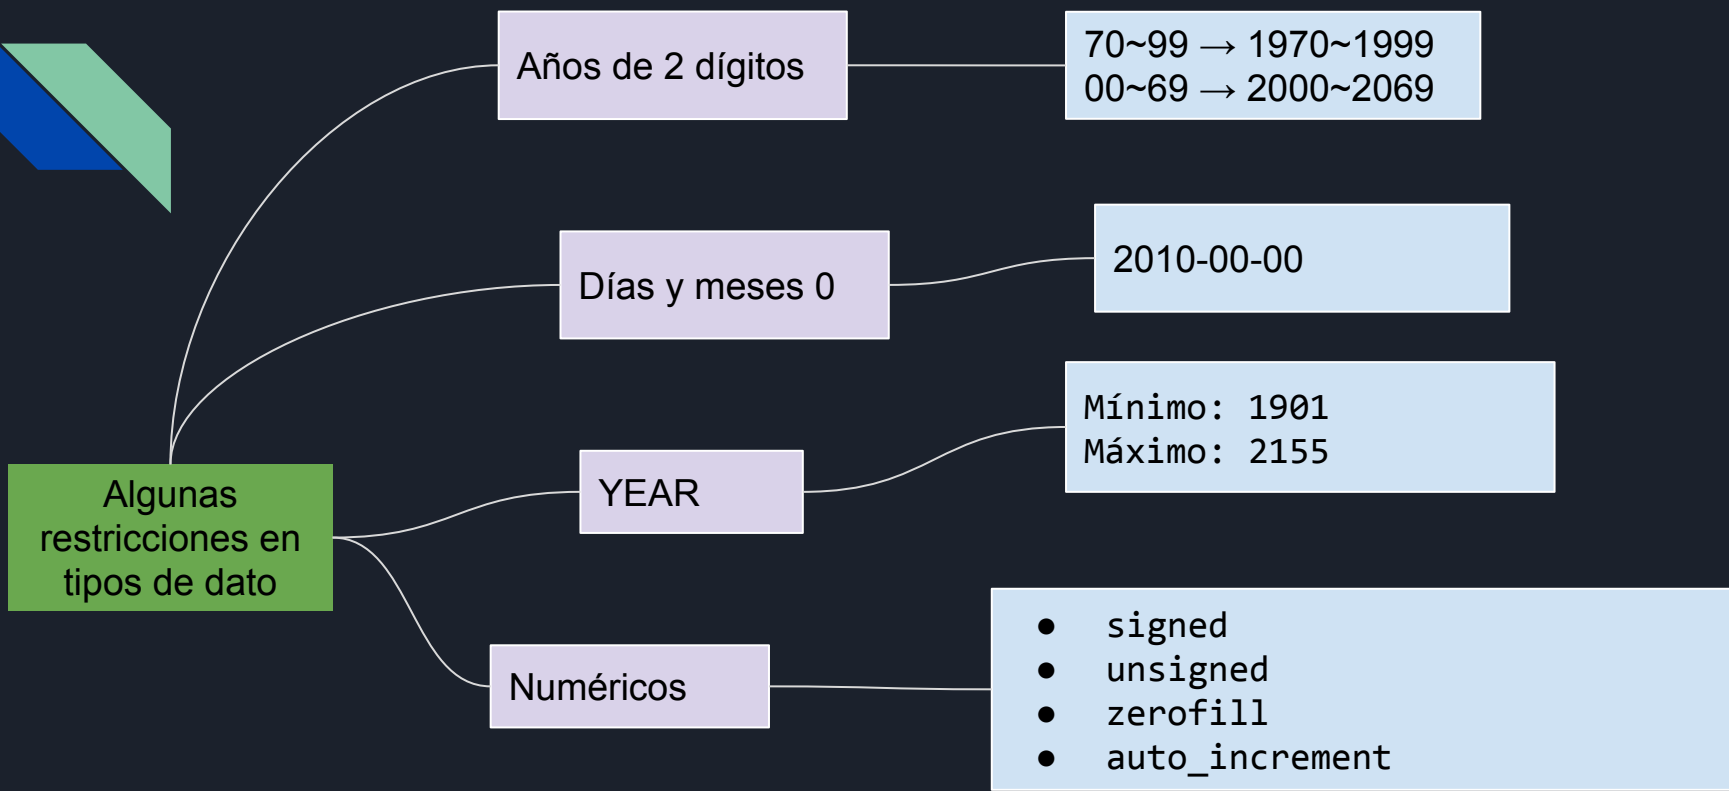 Años de 2 dígitos
70~99 → 1970~1999
00~69 → 2000~2069
Días y meses 0
2010-00-00
Algunas
restricciones en
tipos de dato
YEAR
Mínimo: 1901
Máximo: 2155
Numéricos
● signed
● unsigned
● zerofill
● auto_increment